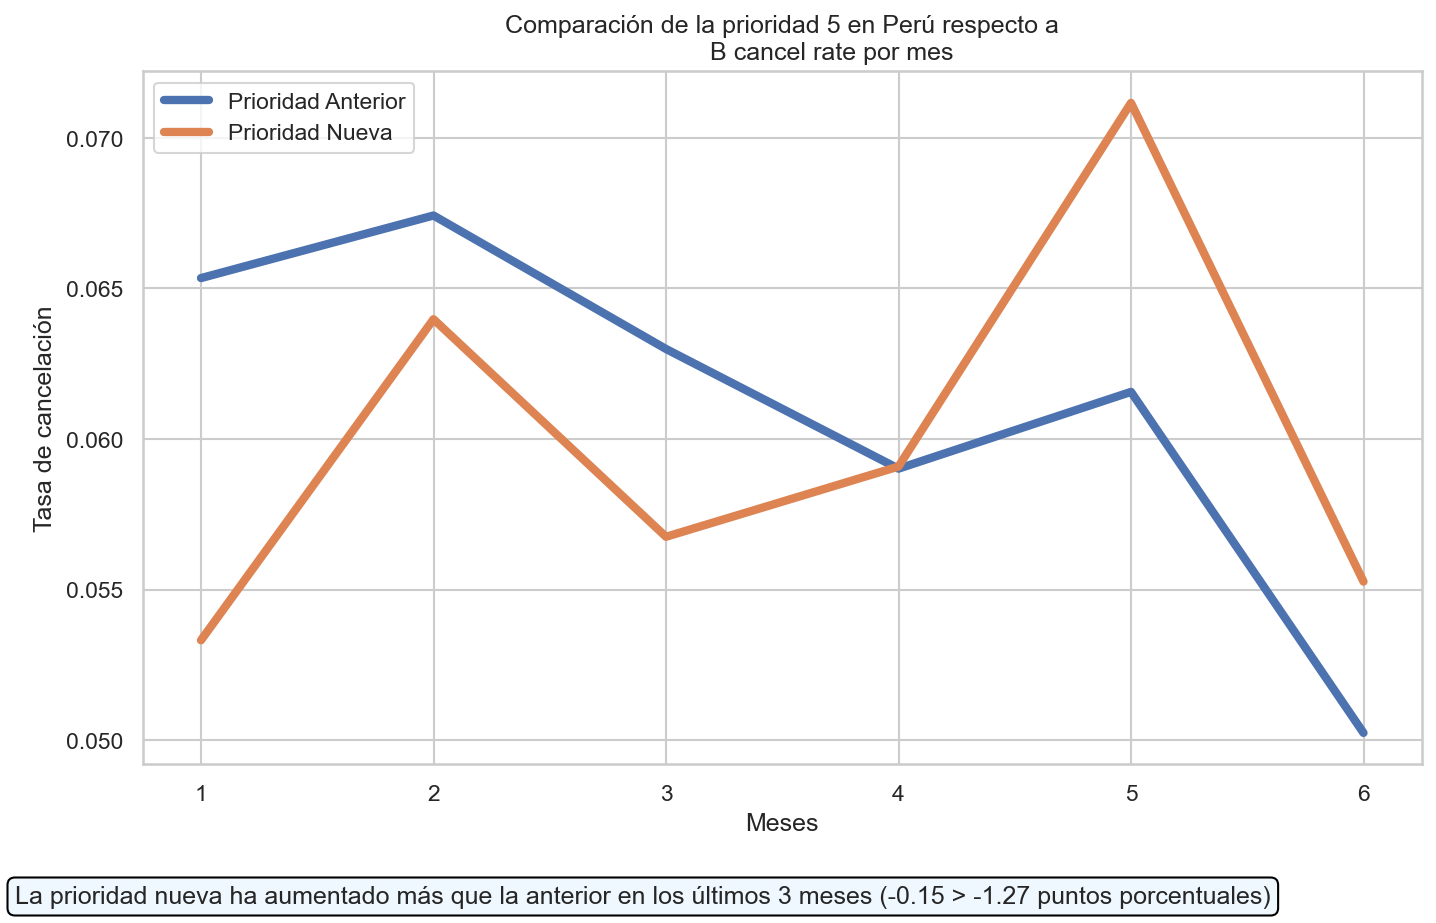 Comparación de la prioridad 5 en Perú respecto a
B cancel rate por mes
Prioridad Anterior
Prioridad Nueva
Tasa de cancelación
0.070
0.065
0.060
0.055
0.050
1 2 3 4 5 6
Meses
La prioridad nueva ha aumentado más que la anterior en los últimos 3 meses (-0.15 > -1.27 puntos porcentuales)